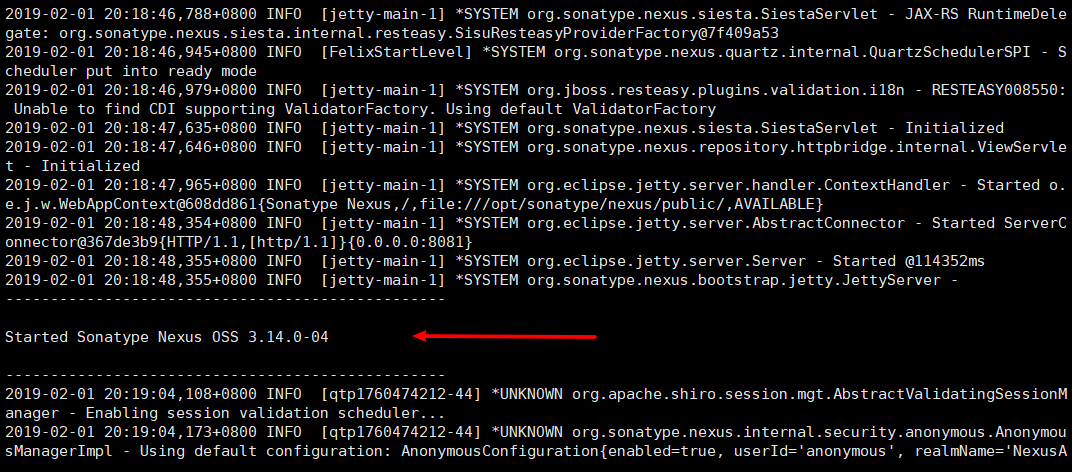 2019-02-01 20:18:46,788+0800 INFO  [jetty-main-1] *SYSTEM org.sonatype.nexus.siesta.SiestaServlet - JAX-RS RuntimeDele
gate: org.sonatype.nexus.siesta.internal.resteasy.SisuResteasyProviderFactory@7f409a53
2019-02-01 20:18:46,945+0800 INFO  [FelixStartLevel] *SYSTEM org.sonatype.nexus.quartz.internal.QuartzSchedulerSPI - S
cheduler put into ready mode
2019-02-01 20:18:46,979+0800 INFO  [jetty-main-1] *SYSTEM org.jboss.resteasy.plugins.validation.i18n - RESTEASY008550:
 Unable to find CDI supporting ValidatorFactory. Using default ValidatorFactory
2019-02-01 20:18:47,635+0800 INFO  [jetty-main-1] *SYSTEM org.sonatype.nexus.siesta.SiestaServlet - Initialized
2019-02-01 20:18:47,646+0800 INFO  [jetty-main-1] *SYSTEM org.sonatype.nexus.repository.httpbridge.internal.ViewServle
t - Initialized
2019-02-01 20:18:47,965+0800 INFO  [jetty-main-1] *SYSTEM org.eclipse.jetty.server.handler.ContextHandler - Started o.
e.j.w.WebAppContext@608dd861{Sonatype Nexus,/,file:///opt/sonatype/nexus/public/,AVAILABLE}
2019-02-01 20:18:48,354+0800 INFO  [jetty-main-1] *SYSTEM org.eclipse.jetty.server.AbstractConnector - Started ServerC
onnector@367de3b9{HTTP/1.1,[http/1.1]}{0.0.0.0:8081}
2019-02-01 20:18:48,355+0800 INFO  [jetty-main-1] *SYSTEM org.eclipse.jetty.server.Server - Started @114352ms
2019-02-01 20:18:48,355+0800 INFO  [jetty-main-1] *SYSTEM org.sonatype.nexus.bootstrap.jetty.JettyServer -
-------------------------------------------------
Started Sonatype Nexus OSS 3.14.0-04
-------------------------------------------------
2019-02-01 20:19:04,108+0800 INFO  [qtp1760474212-44] *UNKNOWN org.apache.shiro.session.mgt.AbstractValidatingSessionM
anager - Enabling session validation scheduler...
2019-02-01 20:19:04,173+0800 INFO  [qtp1760474212-44] *UNKNOWN org.sonatype.nexus.internal.security.anonymous.Anonymo
usManagerImpl - Using default configuration: AnonymousConfiguration{enabled=true, userId='anonymous', realmName='NexusA